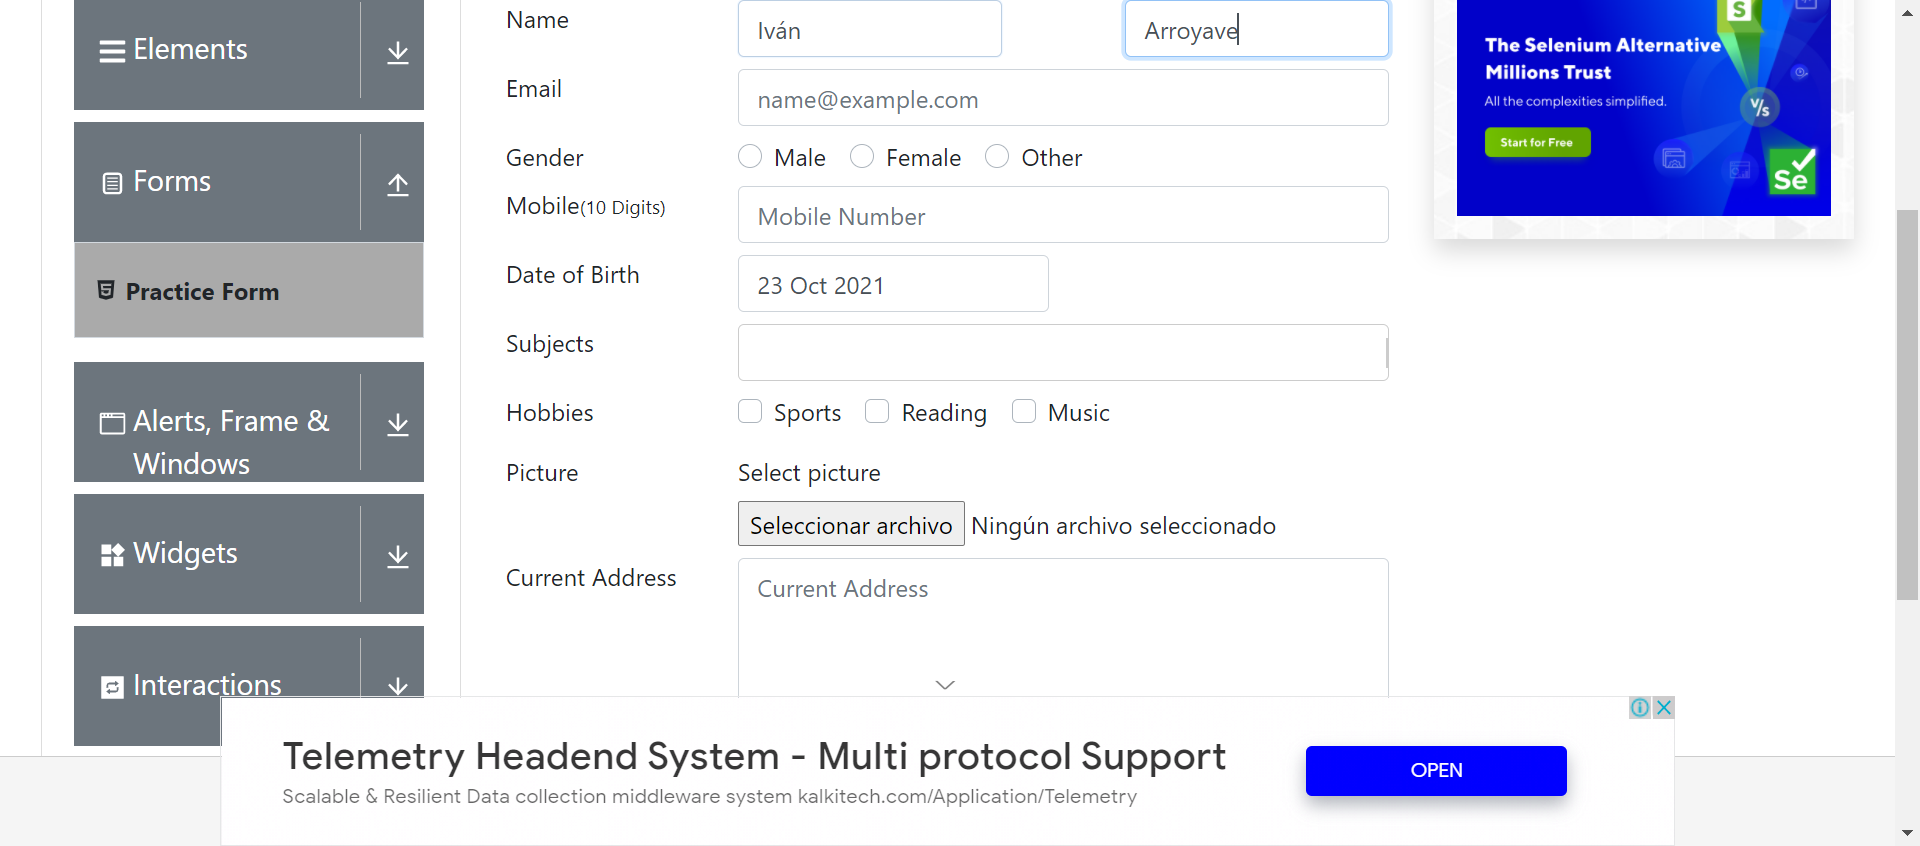 Elements
Forms
Practice Form
Alerts, Frame &
Windows
Widgets
Interactions
Name
Iván
Arroyave
Email
name@example.com
Gender
Male
Female
Other
Mobile(10 Digits)
Mobile Number
Date of Birth
23 Oct 2021
Subjects
Hobbies
Sports
Reading
Music
Picture
Select picture
Seleccionar archivo Ningún archivo seleccionado
Current Address
Current Address
S
The Selenium Alternative
Millions Trust
All the complexities simplified.
V/s
Start for Free
Se
Telemetry Headend System - Multi protocol Support
Scalable & Resilient Data collection middleware system kalkitech.com/Application/Telemetry
OPEN